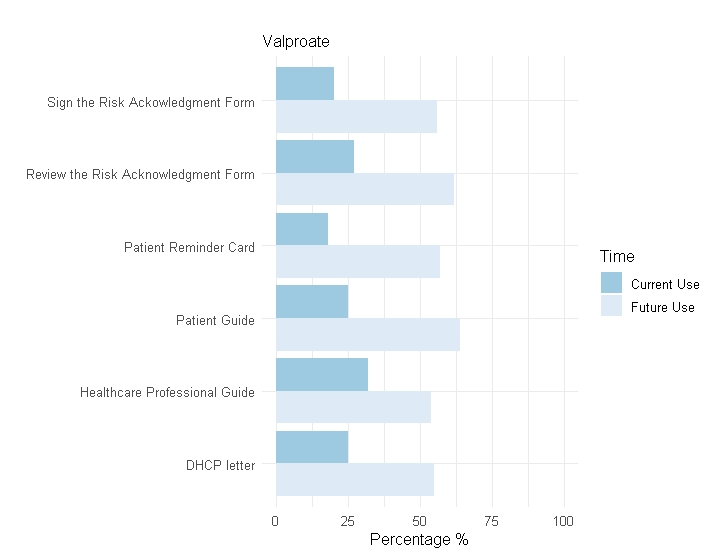 Valproate
Sign the Risk Ackowledgment Form
Review the Risk Acknowledgment Form
Patient Reminder Card
Patient Guide
Healthcare Professional Guide
DHCP letter
0 25 50 75 100
Percentage %
Time
Current Use
Future Use